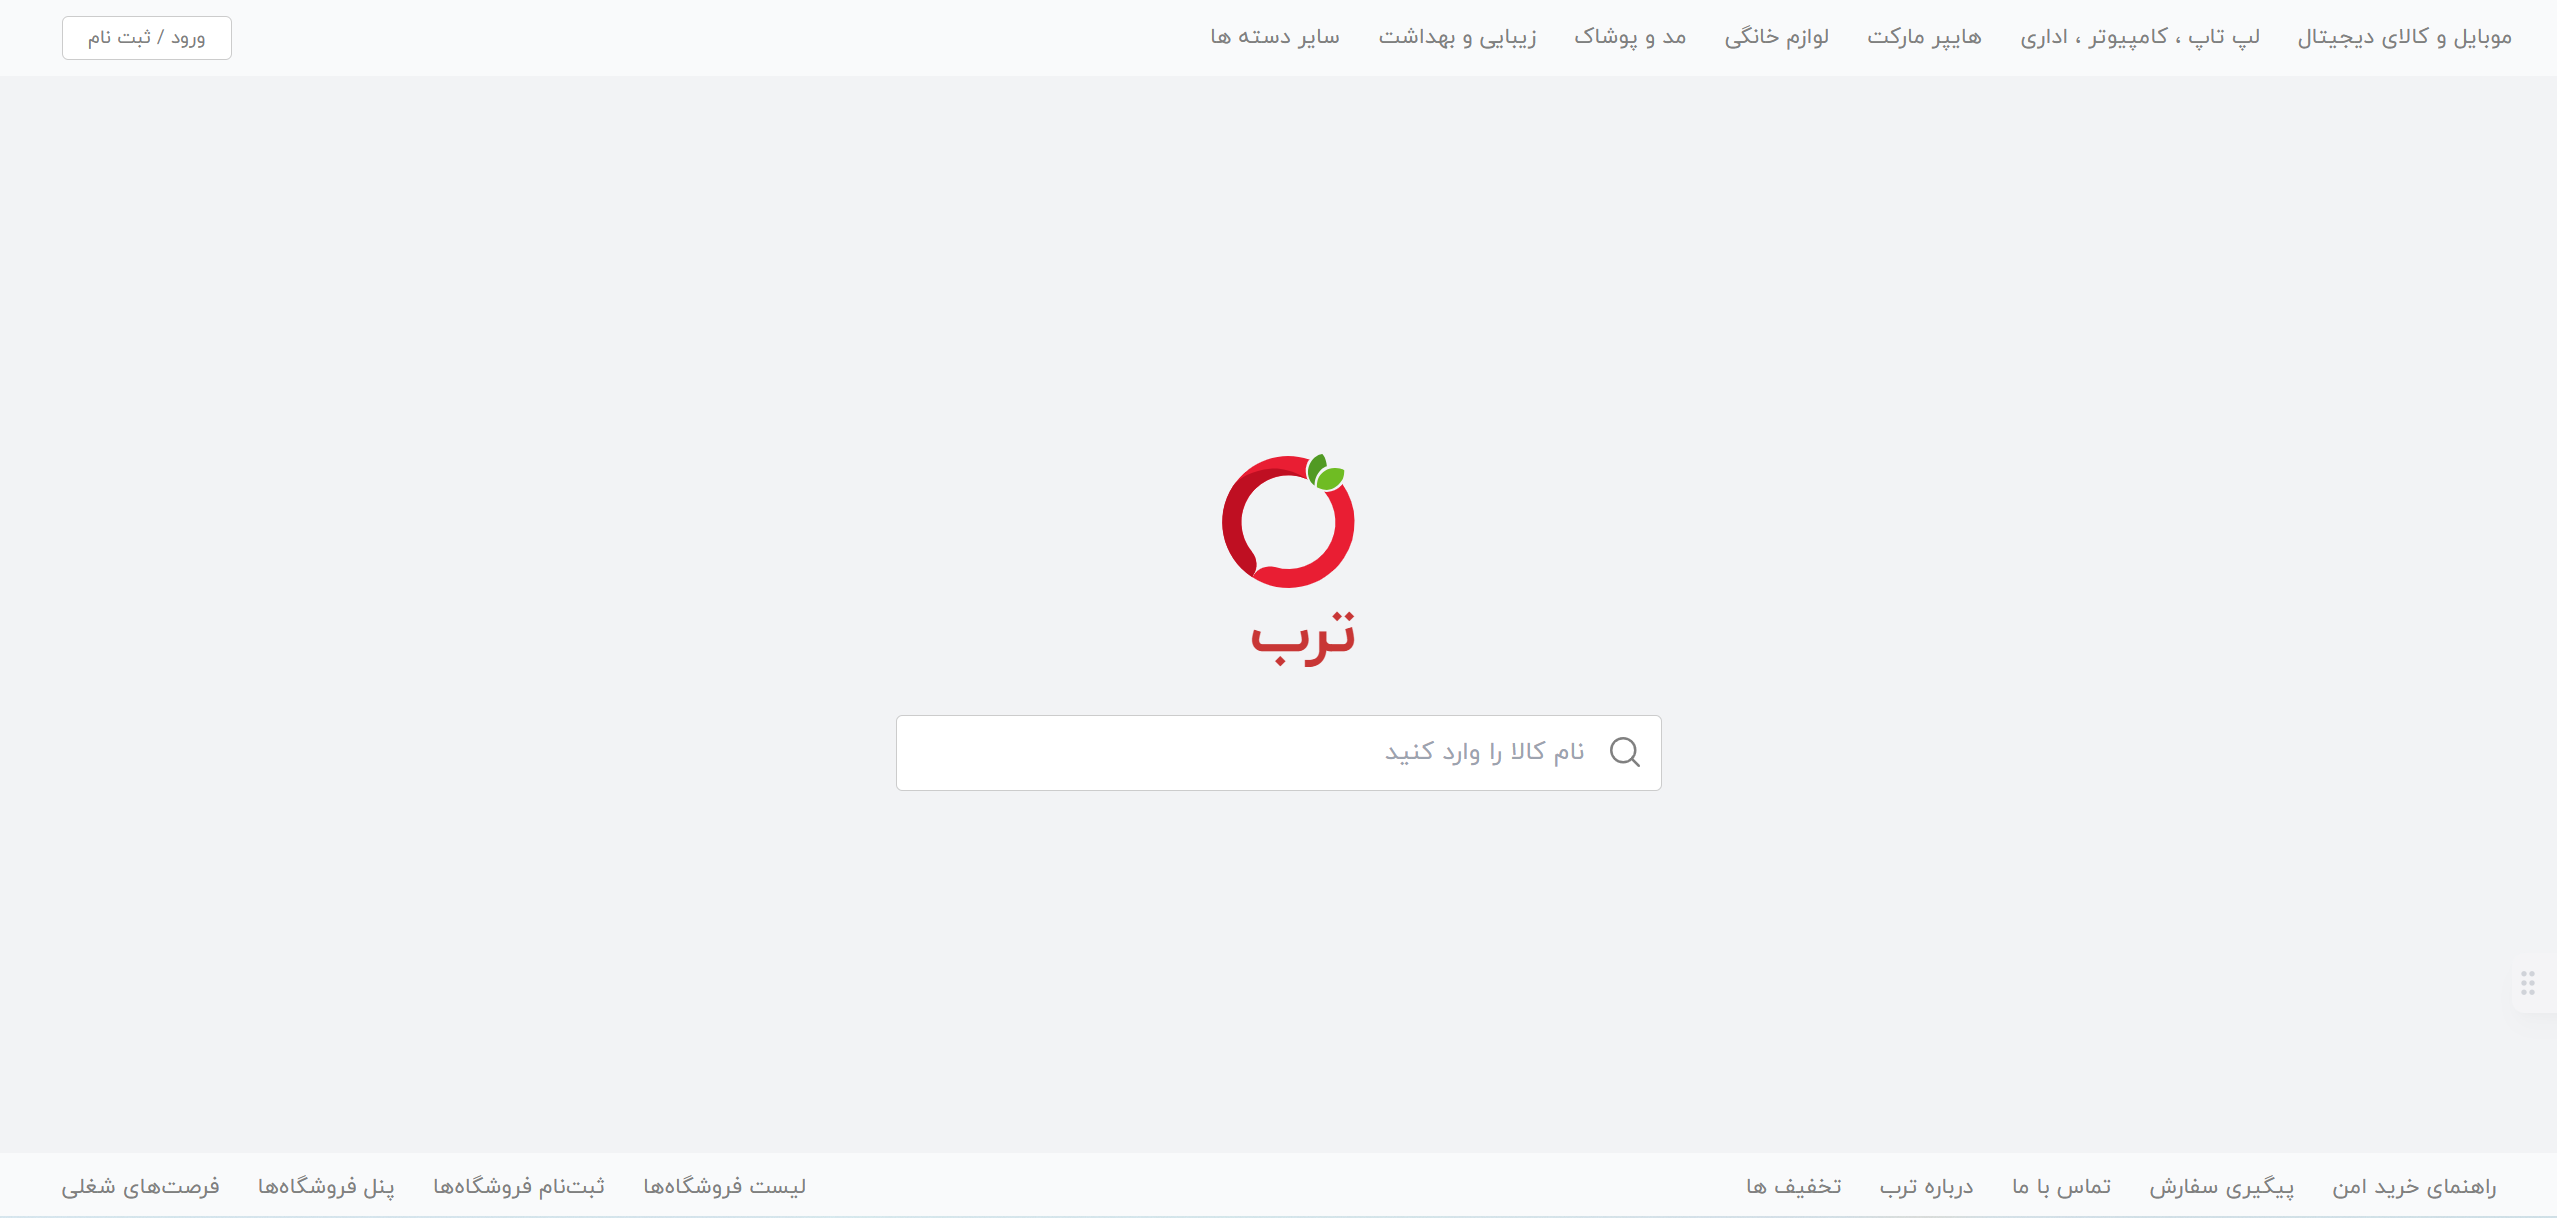 موبایل و کالای دیجیتال لپ تاپ ، کامپیوتر ، اداری هایپر مارکت لوازم خانگی مد و پوشاک زیبایی و بهداشت سایر دسته ها ورود / ثبت نام
ترب
نام کالا را وارد کنید
راهنمای خرید امن پیگیری سفارش تماس با ما درباره ترب تخفیف ها لیست فروشگاه‌ها ثبت‌نام فروشگاه‌ها پنل فروشگاه‌ها فرصت‌های شغلی